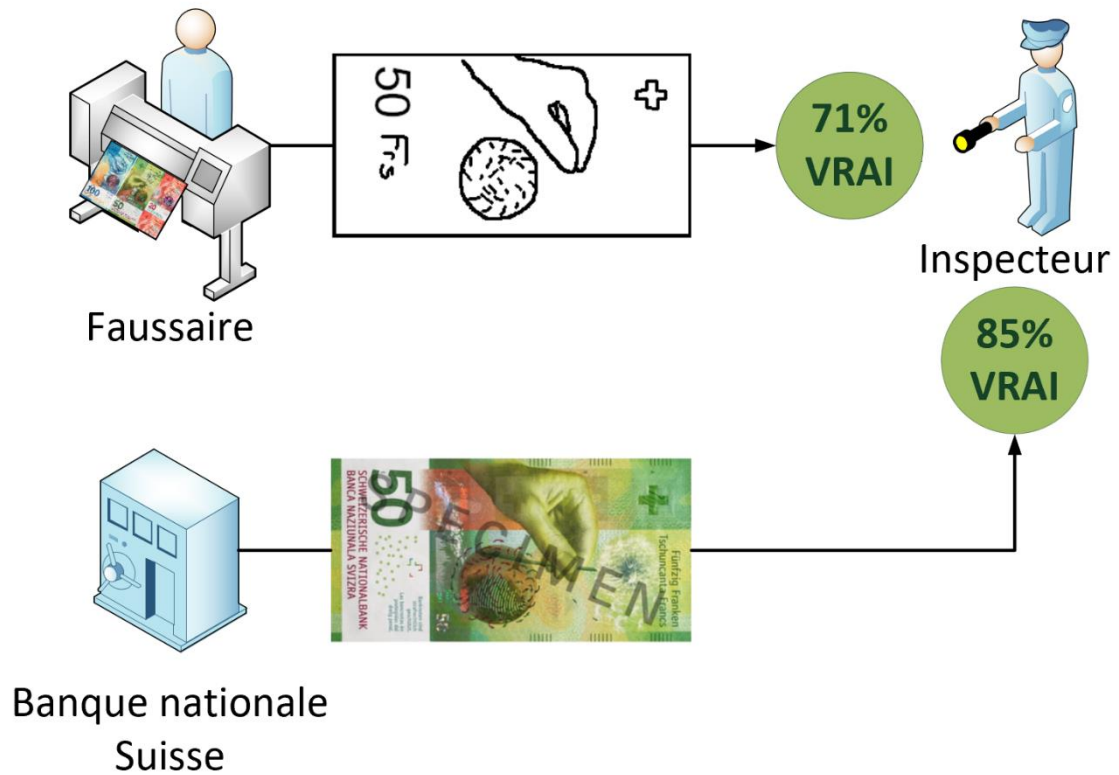 50 Frs
71%
VRAI
Inspecteur
Faussaire
85%
VRAI
50
SCHWEIZERISCHE NATIONALBANK
BANCA NAZIUNALA SVIZRA
SPECIMEN
Fünfzig Franken
Tschuncanta Francs
Banque nationale
Suisse